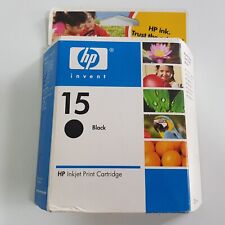 HP Ink.
Trust the
hp
invent
15
Black
HP Inkjet Print Cartridge